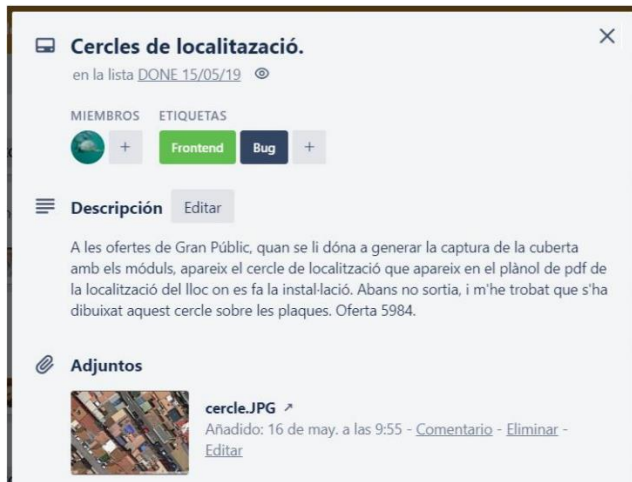 Cercles de localitazació.
en la lista DONE 15/05/19
MIEMBROS ETIQUETAS
+ Frontend Bug +
Descripción Editar
A les ofertes de Gran Públic, quan se li dóna a generar la captura de la cuberta
amb els móduls, apareix el cercle de localitzció que apareix en el plànol de pdf de
la localització del lloc on es fa la instal·lació. Abans no sortia, i m'he trobat que s'ha
dibuixat aquest cercle sobre les plaques. Oferta 5984.
Adjuntos
cercle.JPG ↗
Añadido: 16 de may. a las 9:55 - Comentario - Eliminar -
Editar